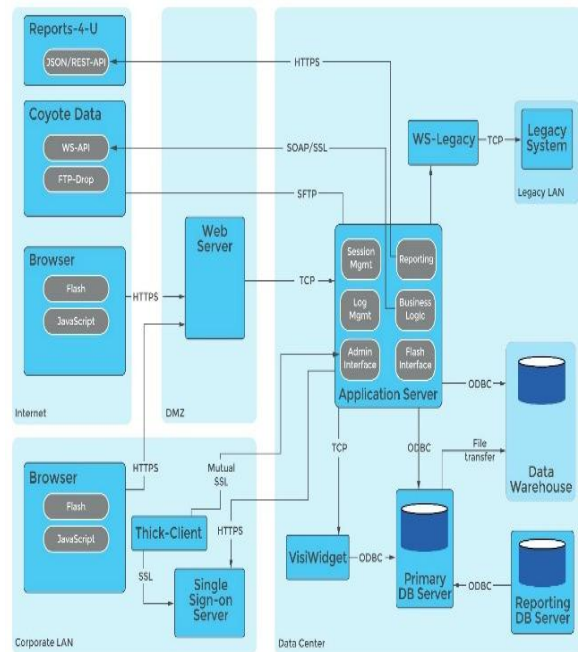 Reports-4-U
JSON/REST-API
HTTPS
Coyote Data
WS-API
SOAP/SSL
FTP-Drop
SFTP
WS-Legacy
TCP
Legacy
System
Legacy LAN
Browser
Flash
JavaScript
HTTPS
Web
Server
TCP
Session
Mgmt
Reporting
Log
Mgmt
Business
Logic
Admin
Interface
Flash
Interface
Application Server
Internet
DMZ
ODBC
Data
Warehouse
File
transfer
Browser
Flash
JavaScript
HTTPS
Mutual
SSL
Thick-Client
SSL
HTTPS
Single
Sign-on
Server
Corporate LAN
TCP
ODBC
VisiWidget
ODBC
Primary
DB Server
ODBC
Reporting
DB Server
Data Center